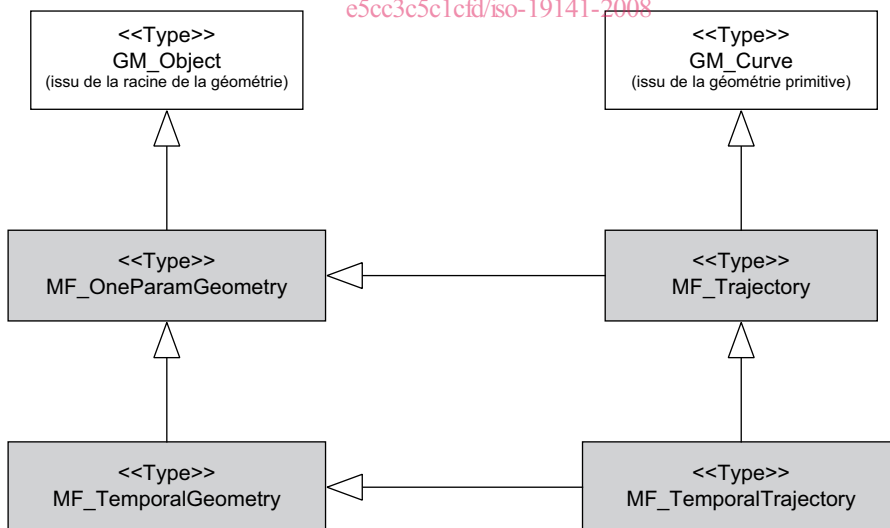 e5cc3c5c1cfd/iso-19141-2008
<<Type>>
GM_Object
(issu de la racine de la géométrie)
<<Type>>
GM_Curve
(issu de la géométrie primitive)
<<Type>>
MF_OneParamGeometry
<<Type>>
MF_Trajectory
<<Type>>
MF_TemporalGeometry
<<Type>>
MF_TemporalTrajectory